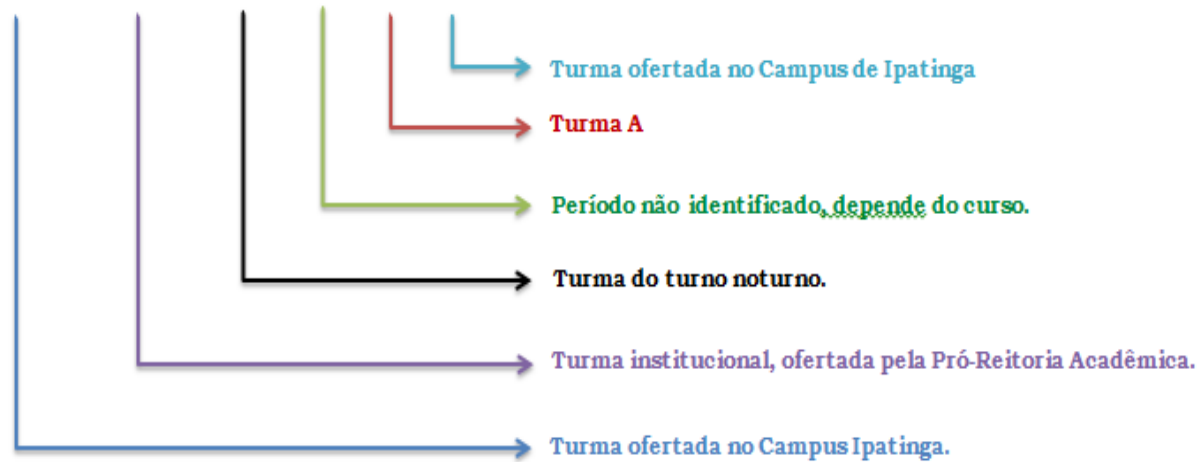 Turma ofertada no Campus de Ipatinga
Turma A
Período não identificado, depende do curso.
Turma do turno noturno.
Turma institucional, ofertada pela Pró-Reitoria Acadêmica.
Turma ofertada no Campus Ipatinga.